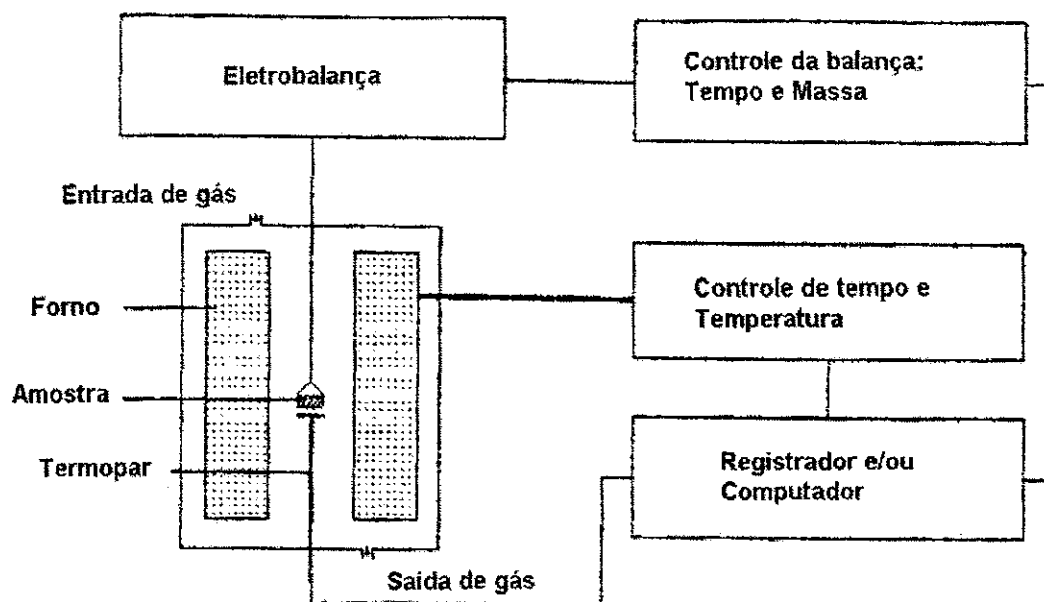 Eletrobalança
Controle da balança:
Tempo e Massa
Entrada de gás
Forno
Controle de tempo e
Temperatura
Amostra
Termopar
Registrador e/ou
Computador
Saida de gás